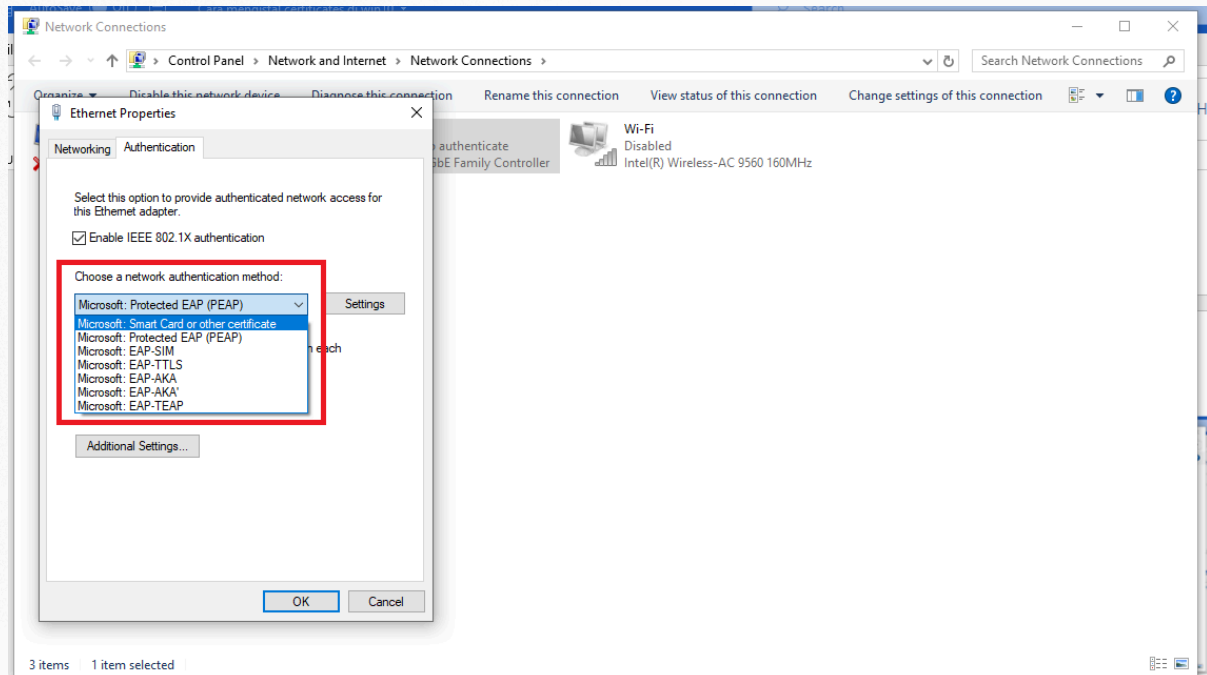 Network Connections
Control Panel > Network and Internet > Network Connections >
Search Network Connections
Organize
Disable this network device
Diagnose this connection
Rename this connection
View status of this connection
Change settings of this connection
Ethernet Properties
Networking
Authentication
authenticate
GbE Family Controller
Wi-Fi
Disabled
Intel(R) Wireless-AC 9560 160MHz
Select this option to provide authenticated network access for
this Ethernet adapter.
Enable IEEE 802.1X authentication
Choose a network authentication method:
Microsoft: Protected EAP (PEAP)
Settings
Microsoft: Smart Card or other certificate
Microsoft: Protected EAP (PEAP)
Microsoft: EAP-SIM
each
Microsoft: EAP-TTLS
Microsoft: EAP-AKA
Microsoft: EAP-AKA'
Microsoft: EAP-TEAP
Additional Settings...
OK
Cancel
3 items
1 item selected